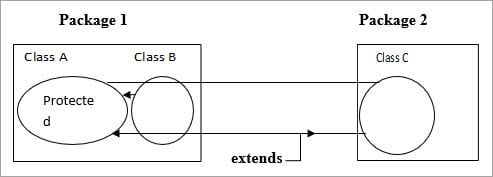 Package 1 Package 2
Class A Class B Class C
Protecte
d
extends